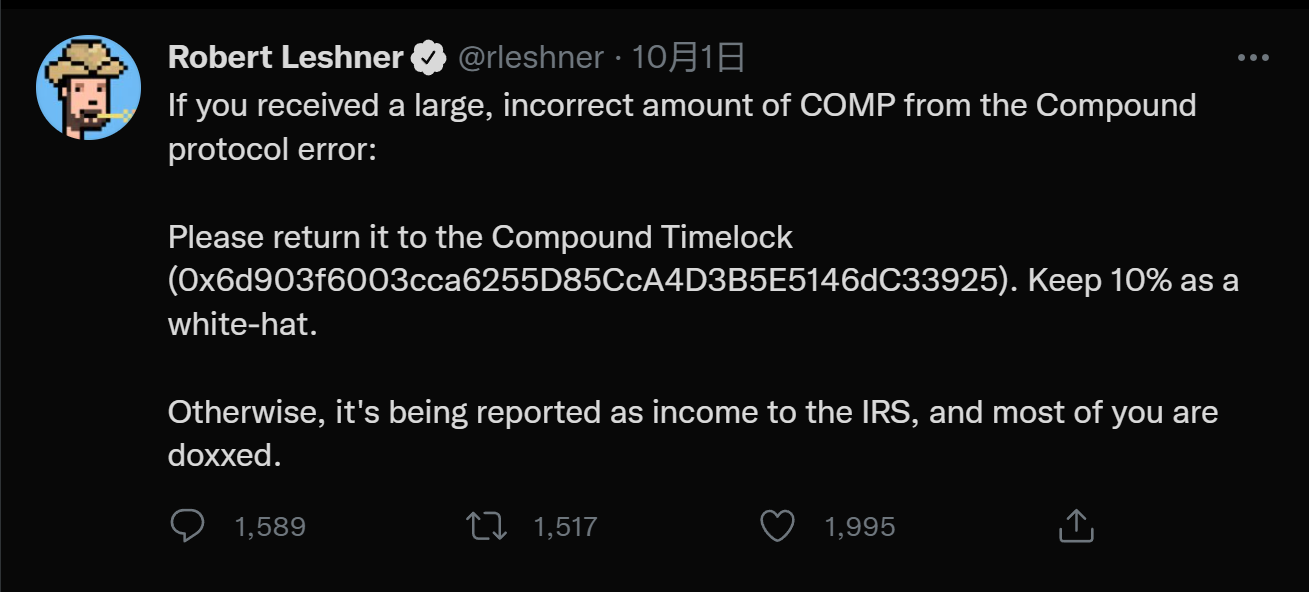 Robert Leshner @rleshner · 10月1日
If you received a large, incorrect amount of COMP from the Compound
protocol error:
Please return it to the Compound Timelock
(0x6d903f6003cca6255D85CcA4D3B5E5146dC33925). Keep 10% as a
white-hat.
Otherwise, it's being reported as income to the IRS, and most of you are
doxxed.
1,589 1,517 1,995